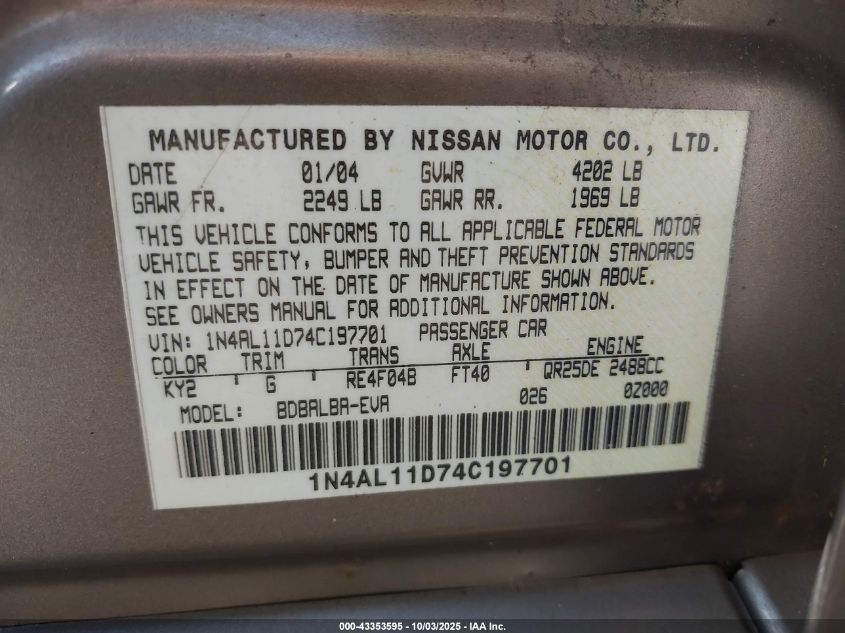 MANUFACTURED BY NISSAN MOTOR CO., LTD.
DATE 01/04 GVWR 4202 LB
GAWR FR. 2249 LB GAWR RR. 1969 LB
THIS VEHICLE CONFORMS TO ALL APPLICABLE FEDERAL MOTOR
VEHICLE SAFETY, BUMPER AND THEFT PREVENTION STANDARDS
IN EFFECT ON THE DATE OF MANUFACTURE SHOWN ABOVE.
SEE OWNERS MANUAL FOR ADDITIONAL INFORMATION.
VIN: 1N4AL11D74C197701 PASSENGER CAR
COLOR TRIM TRANS AXLE ENGINE
KY2 ' G ' RE4F04B FT40 ' QR25DE 2488CC
MODEL: BDBALBA-EVA 026 0Z000
1N4AL11D74C197701
000-43353595 - 10/03/2025 - IAA Inc.